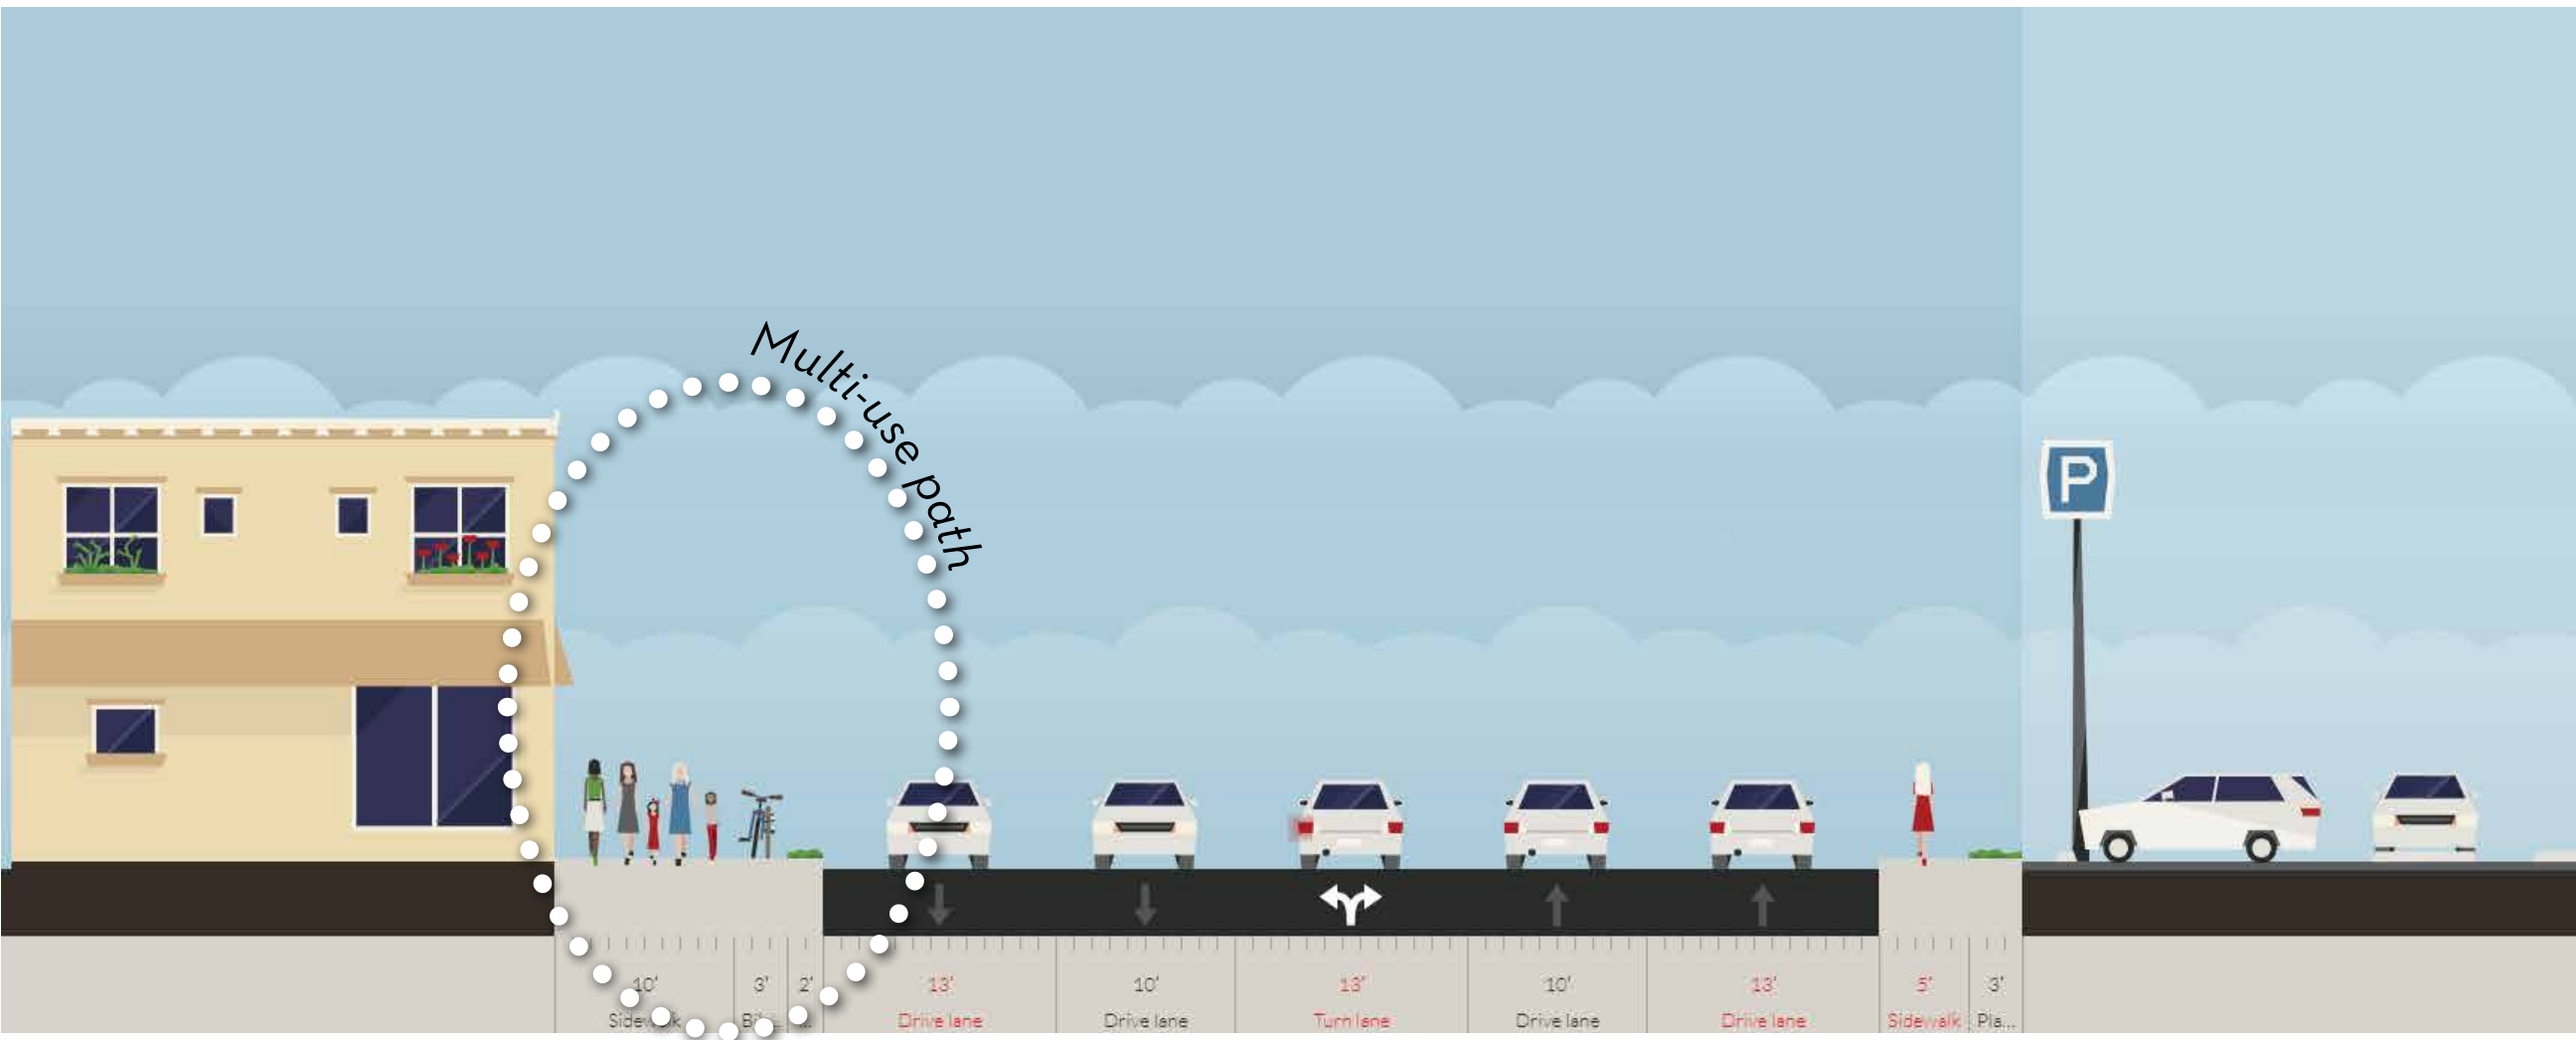 Multi-use path
P
10' 3' 2' 13' 10' 13' 10' 13' 5' 3'
Sidewalk Drive lane Drive lane Turn lane Drive lane Drive lane Sidewalk Pla...